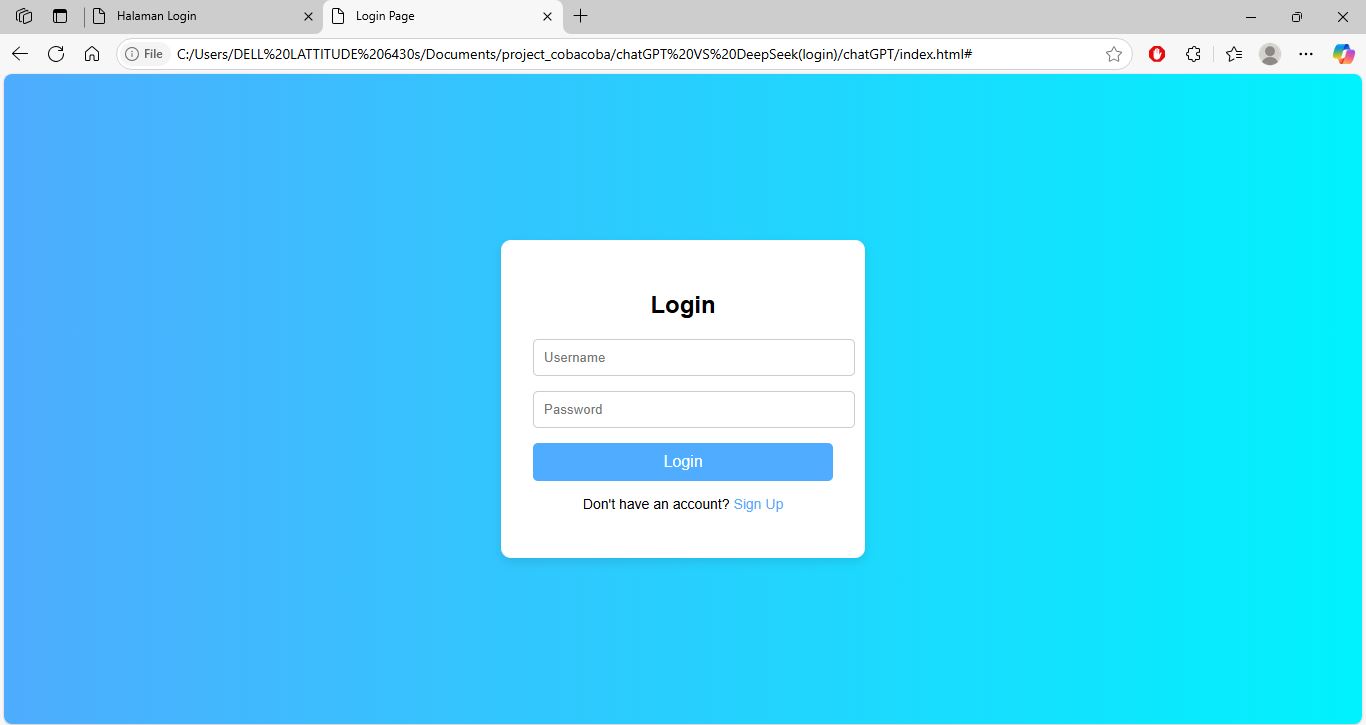 Halaman Login
Login Page
File C:/Users/DELL%20LATTITUDE%206430s/Documents/project_cobacoba/chatGPT%20VS%20DeepSeek(login)/chatGPT/index.html#
Login
Username
Password
Login
Don't have an account? Sign Up